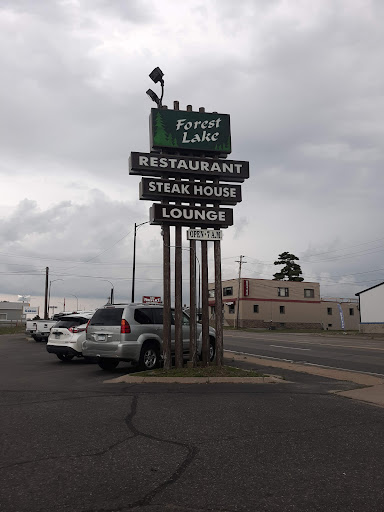 Forest
Lake
RESTAURANT
STEAK HOUSE
LOUNGE
OPEN 7 A.M.